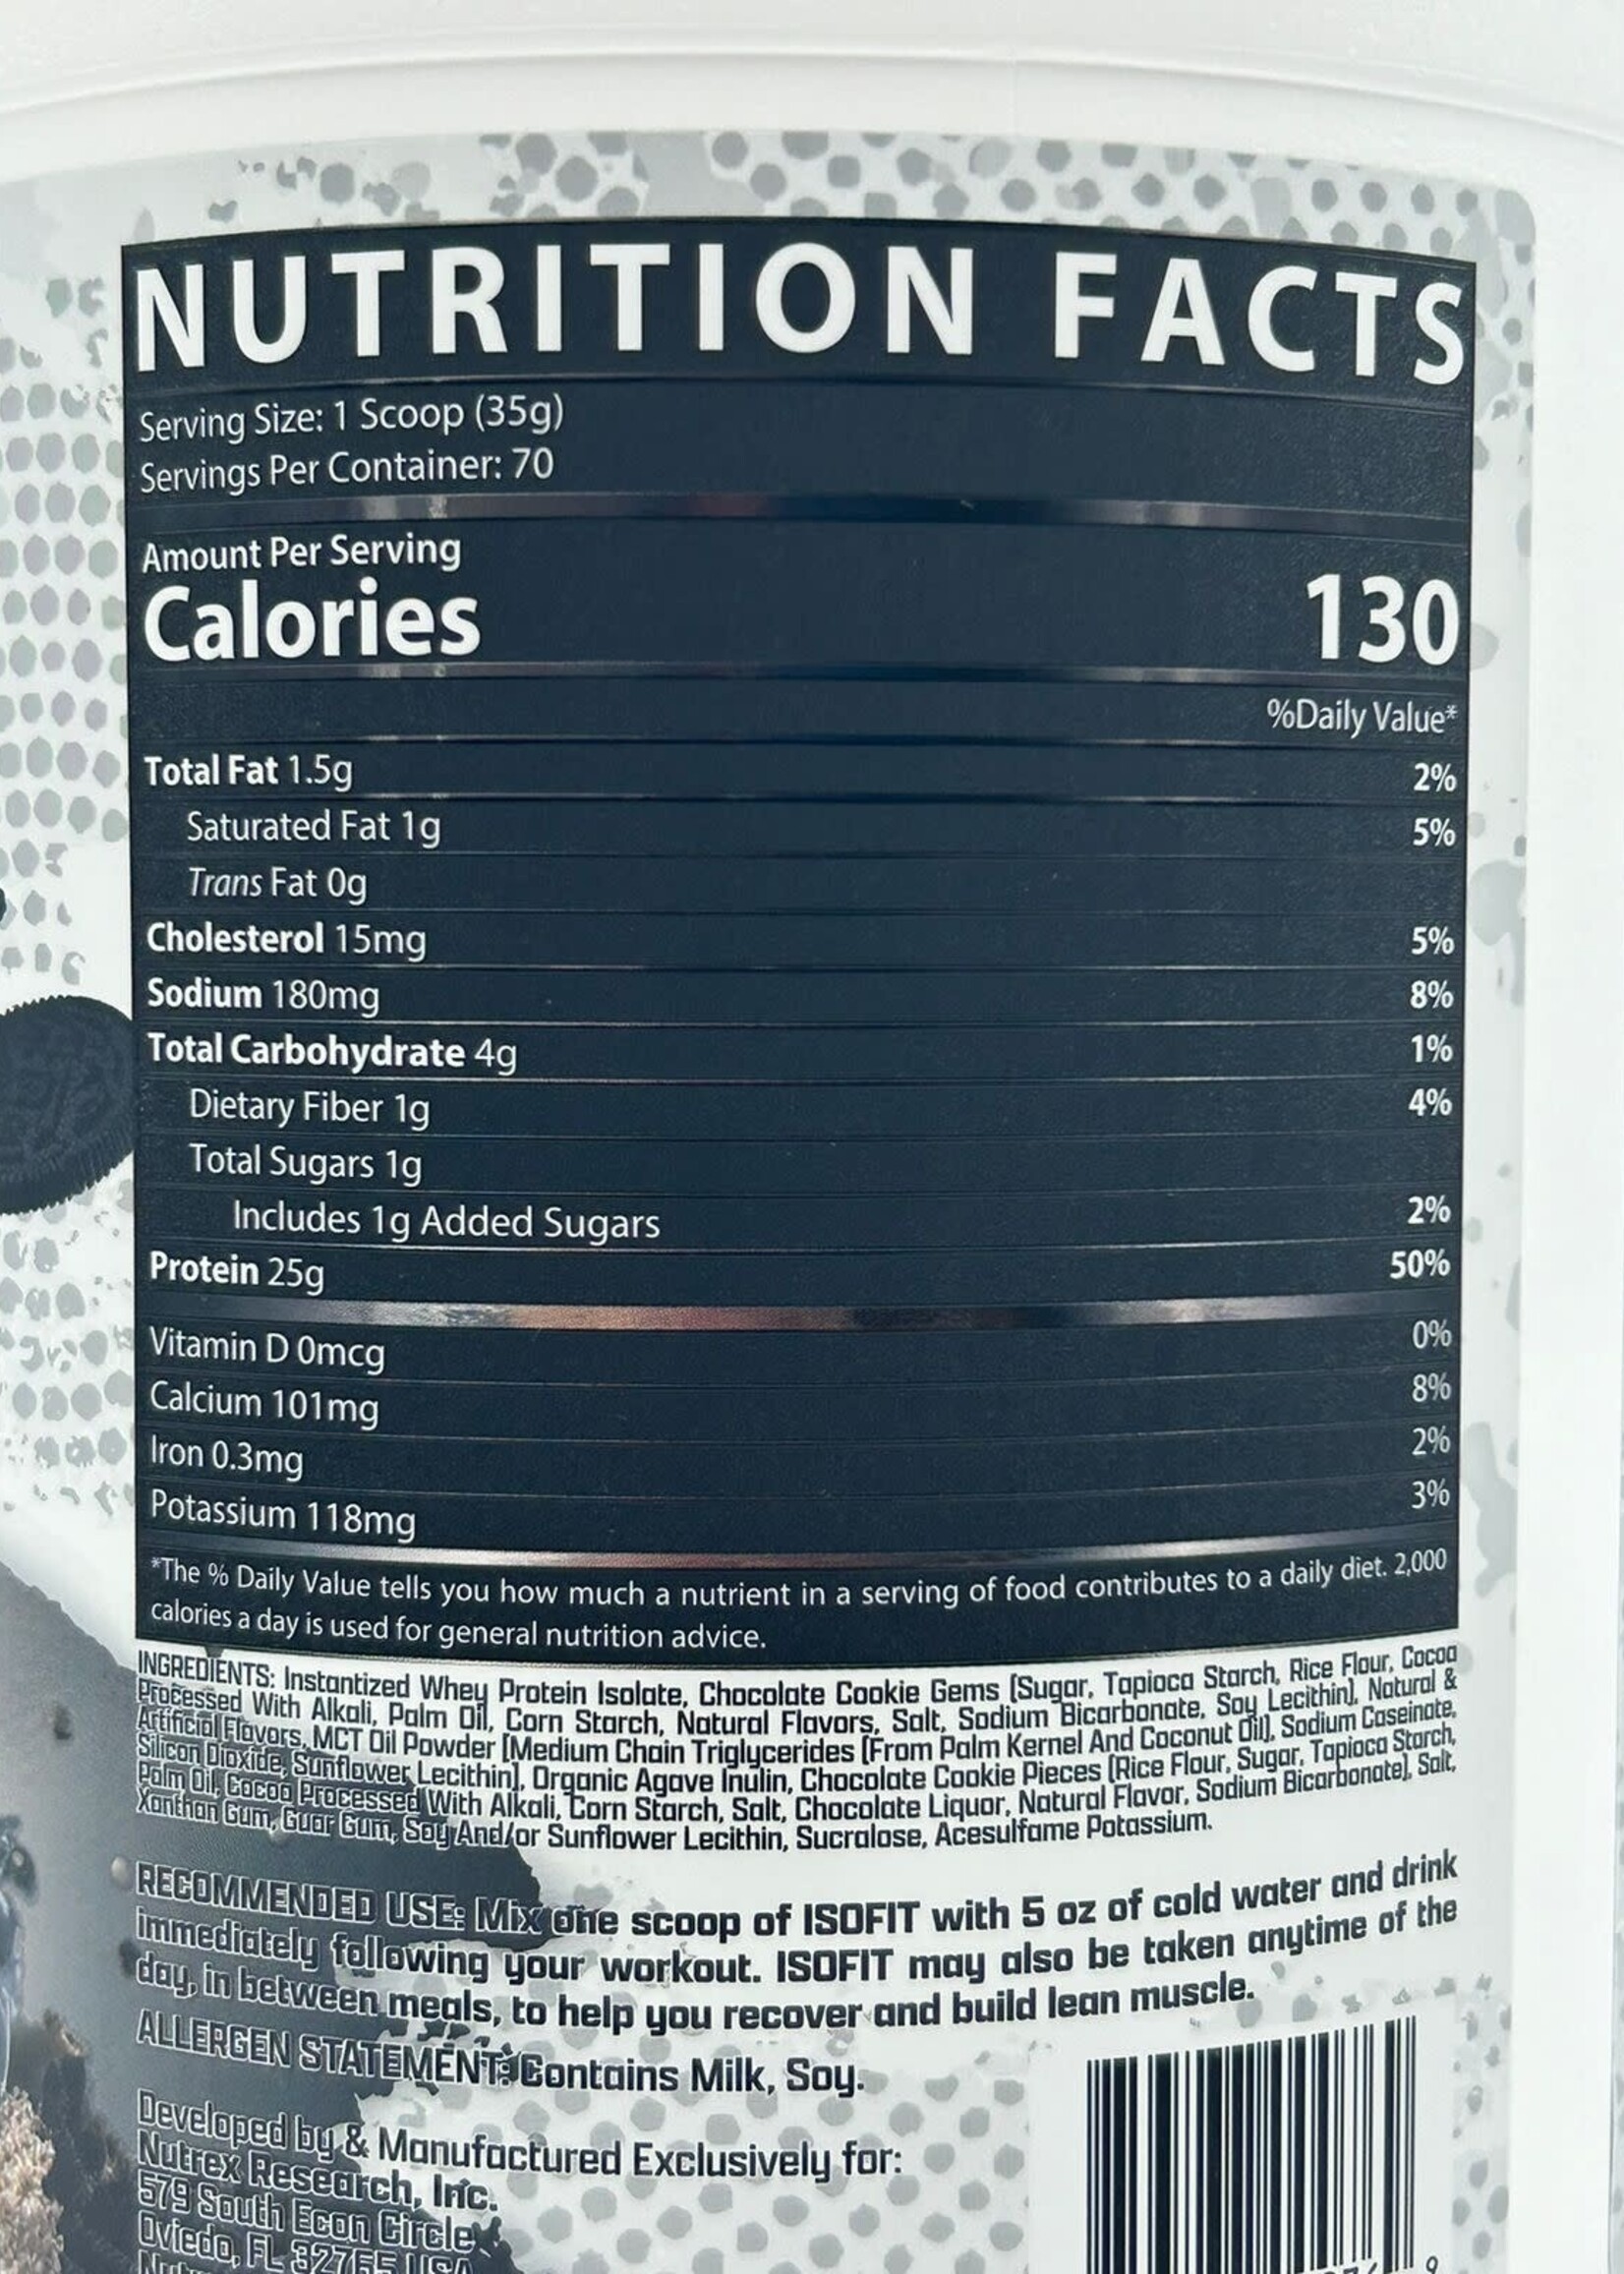 NUTRITION FACTS
Serving Size: 1 Scoop (35g)
Servings Per Container: 70
Amount Per Serving
Calories 130
%Daily Value*
Total Fat 1.5g 2%
Saturated Fat 1g 5%
Trans Fat 0g
Cholesterol 15mg 5%
Sodium 180mg 8%
Total Carbohydrate 4g 1%
Dietary Fiber 1g 4%
Total Sugars 1g
Includes 1g Added Sugars 2%
Protein 25g 50%
Vitamin D 0mcg 0%
Calcium 101mg 8%
Iron 0.3mg 2%
Potassium 118mg 3%
*The % Daily Value tells you how much a nutrient in a serving of food contributes to a daily diet. 2,000
calories a day is used for general nutrition advice.
INGREDIENTS: Instantized Whey Protein Isolate, Chocolate Cookie Gems (Sugar, Tapioca Starch, Rice Flour, Cocoa
Processed With Alkali, Palm Oil, Corn Starch, Natural Flavors, Salt, Sodium Bicarbonate, Soy Lecithin), Natural &
Artificial Flavors, MCT Oil Powder [Medium Chain Triglycerides (From Palm Kernel And Coconut Oil), Sodium Caseinate,
Silicon Dioxide, Sunflower Lecithin], Organic Agave Inulin, Chocolate Cookie Pieces (Rice Flour, Sugar, Tapioca Starch,
Palm Oil, Cocoa Processed With Alkali, Corn Starch, Salt, Chocolate Liquor, Natural Flavor, Sodium Bicarbonate), Salt,
Xanthan Gum, Guar Gum, Soy And/or Sunflower Lecithin, Sucralose, Acesulfame Potassium.
RECOMMENDED USE: Mix one scoop of ISOFIT with 5 oz of cold water and drink
immediately following your workout. ISOFIT may also be taken anytime of the
day, in between meals, to help you recover and build lean muscle.
ALLERGEN STATEMENT: Contains Milk, Soy.
Developed by & Manufactured Exclusively for:
Nutrex Research, Inc.
579 South Econ Circle
Oviedo, FL 32765 USA
9